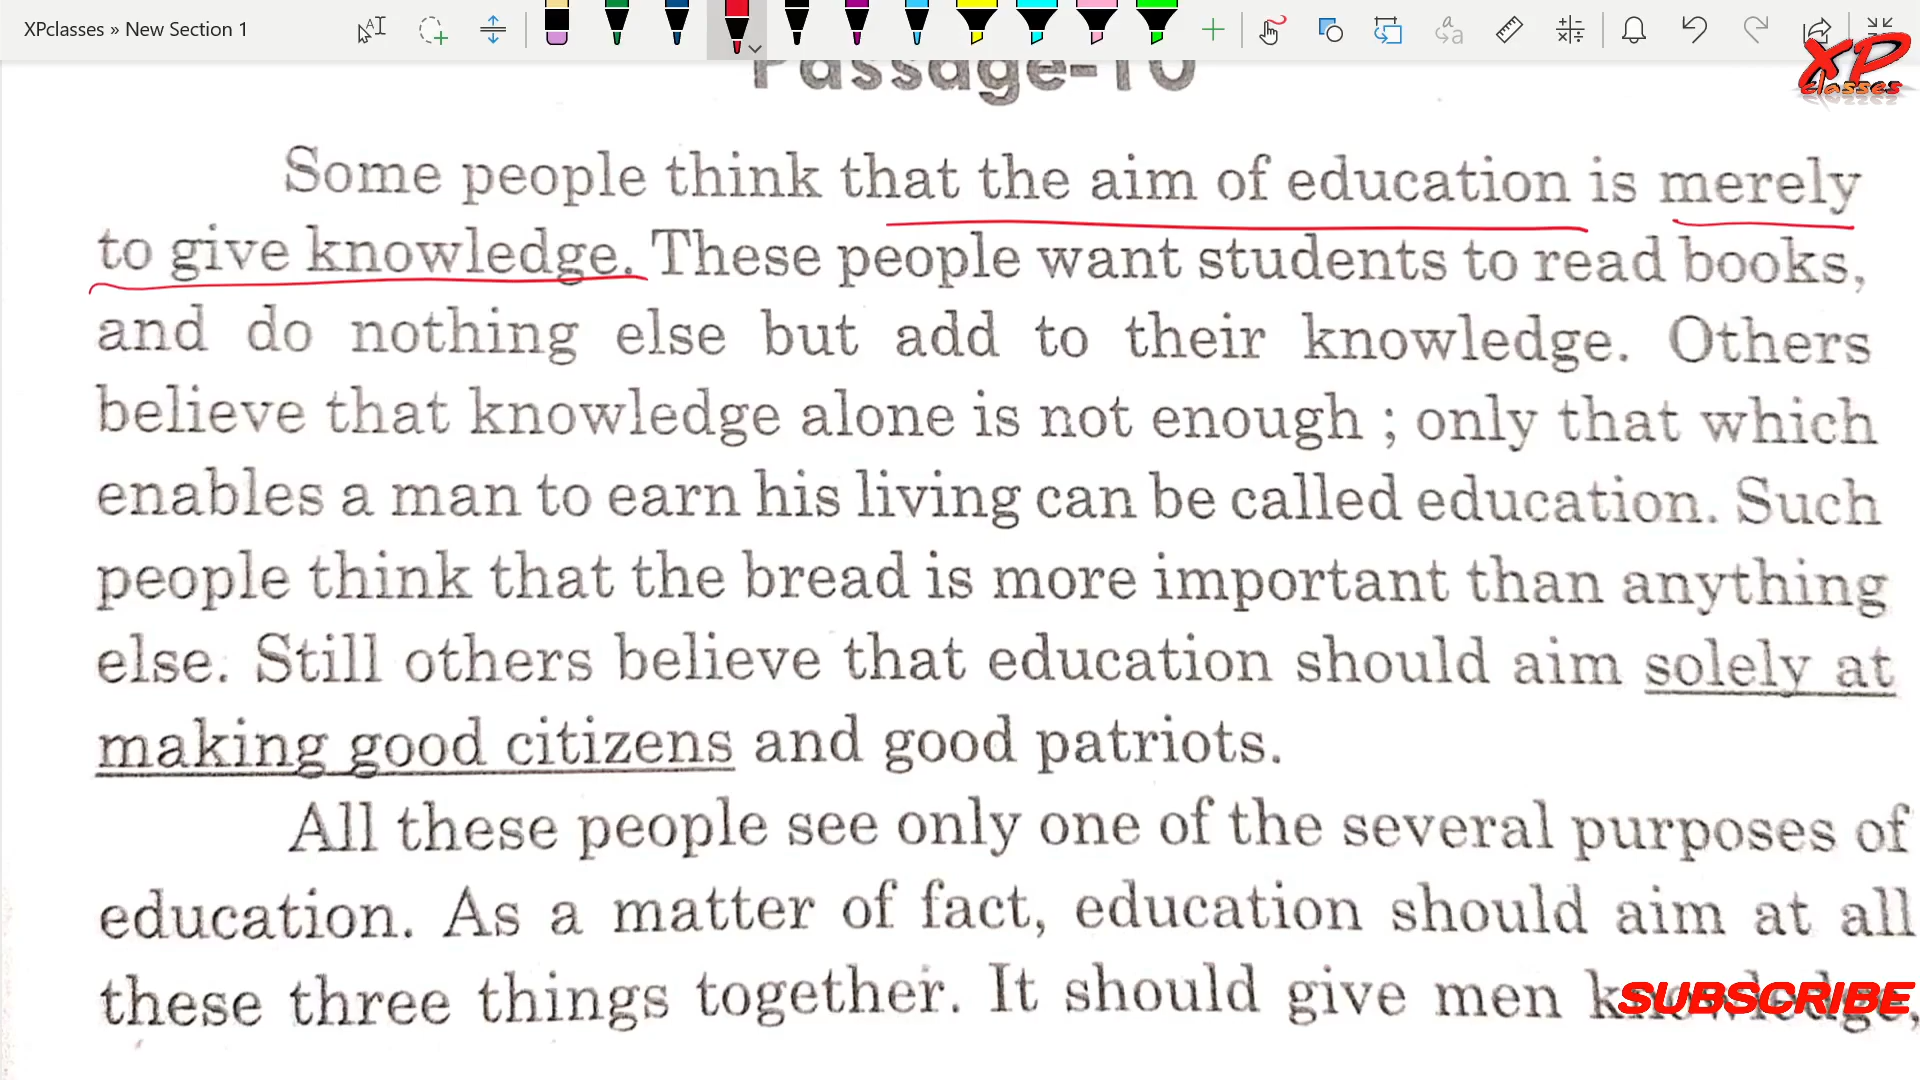 XPclasses » New Section 1
Passage-10
XP
classes
Some people think that the aim of education is merely
to give knowledge. These people want students to read books,
and do nothing else but add to their knowledge. Others
believe that knowledge alone is not enough ; only that which
enables a man to earn his living can be called education. Such
people think that the bread is more important than anything
else. Still others believe that education should aim solely at
making good citizens and good patriots.
All these people see only one of the several purposes of
education. As a matter of fact, education should aim at all
these three things together. It should give men knowledge,
SUBSCRIBE